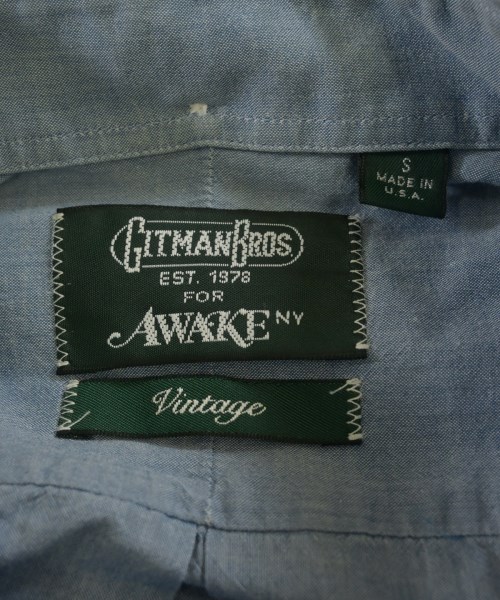 S
MADE IN
U.S.A.
GITMAN BROS.
EST. 1978
FOR
AWAKE NY
Vintage